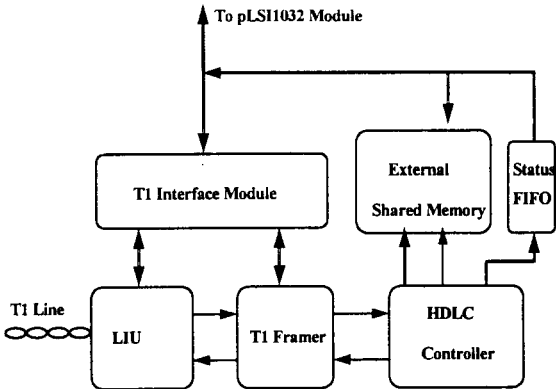 To pLSI1032 Module
External
Shared Memory
Status
FIFO
T1 Interface Module
T1 Line
LIU
T1 Framer
HDLC
Controller